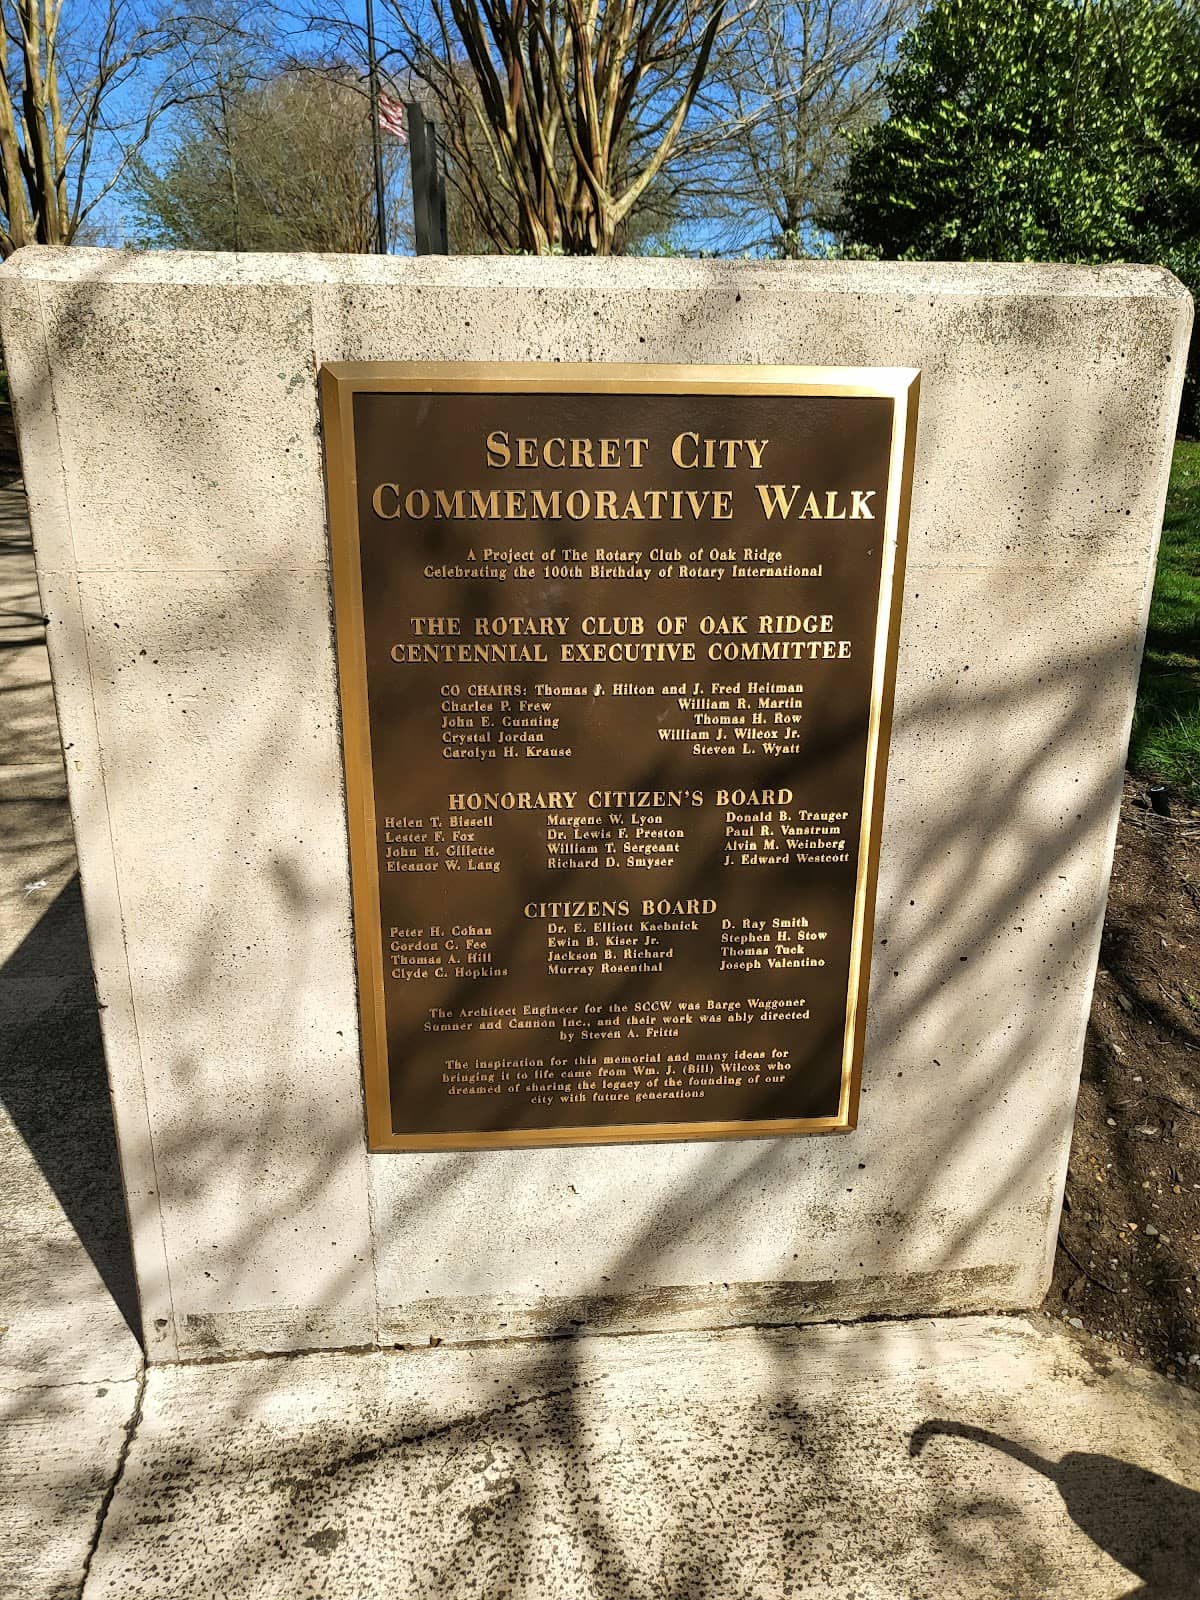 SECRET CITY
COMMEMORATIVE WALK
A Project of The Rotary Club of Oak Ridge
Celebrating the 100th Birthday of Rotary International
THE ROTARY CLUB OF OAK RIDGE
CENTENNIAL EXECUTIVE COMMITTEE
CO CHAIRS: Thomas J. Hilton and J. Fred Heitman
Charles P. Frew William R. Martin
John E. Gunning Thomas H. Row
Crystal Jordan William J. Wilcox Jr.
Carolyn H. Krause Steven L. Wyatt
HONORARY CITIZEN'S BOARD
Helen T. Bissell Margene W. Lyon Donald B. Trauger
Lester F. Fox Dr. Lewis F. Preston Paul R. Vanstrum
John H. Gillette William T. Sergeant Alvin M. Weinberg
Eleanor W. Lang Richard D. Smyser J. Edward Westcott
CITIZENS BOARD
Peter H. Cohan Dr. E. Elliott Kaebnick D. Ray Smith
Gordon G. Fee Ewin B. Kiser Jr. Stephen H. Stow
Thomas A. Hill Jackson B. Richard Thomas Tuck
Clyde C. Hopkins Murray Rosenthal Joseph Valentino
The Architect Engineer for the SCCW was Barge Waggoner
Sumner and Cannon Inc., and their work was ably directed
by Steven A. Fritts
The inspiration for this memorial and many ideas for
bringing it to life came from Wm. J. (Bill) Wilcox who
dreamed of sharing the legacy of the founding of our
city with future generations